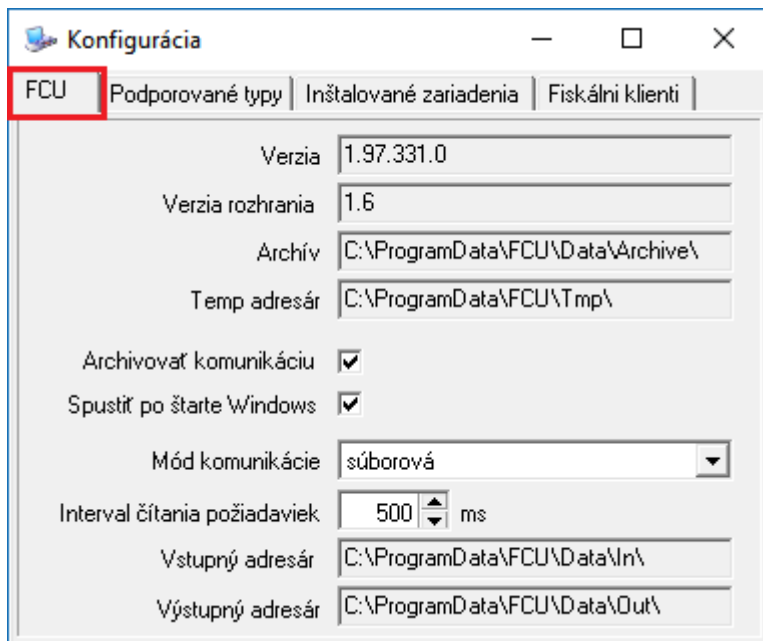 Konfigurácia
FCU Podporované typy Inštalované zariadenia Fiskálni klienti
Verzia 1.97.331.0
Verzia rozhrania 1.6
Archív C:\ProgramData\FCU\Data\Archive\
Temp adresár C:\ProgramData\FCU\Tmp\
Archivovať komunikáciu
Spustiť po štarte Windows
Mód komunikácie súborová
Interval čítania požiadaviek 500 ms
Vstupný adresár C:\ProgramData\FCU\Data\In\
Výstupný adresár C:\ProgramData\FCU\Data\Out\